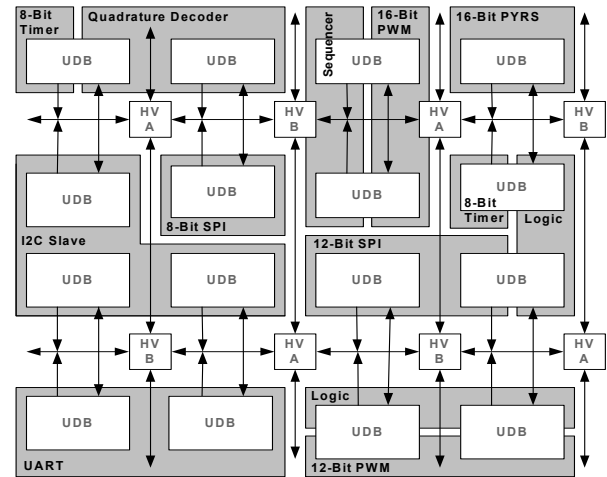 8-Bit
Timer
Quadrature Decoder
Sequencer
16-Bit
PWM
16-Bit PYRS
UDB
UDB
UDB
UDB
HV
A
HV
B
HV
A
HV
B
UDB
UDB
UDB
UDB
8-Bit SPI
8-Bit
Timer
Logic
I2C Slave
12-Bit SPI
UDB
UDB
UDB
UDB
HV
B
HV
A
HV
B
HV
A
Logic
UDB
UDB
UDB
UDB
UART
12-Bit PWM